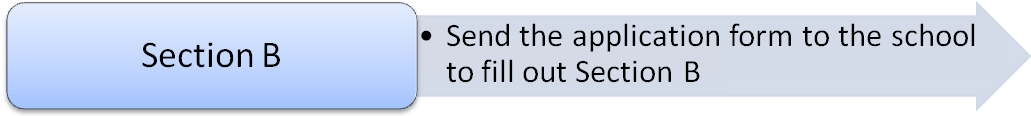 Section B
• Send the application form to the school
to fill out Section B